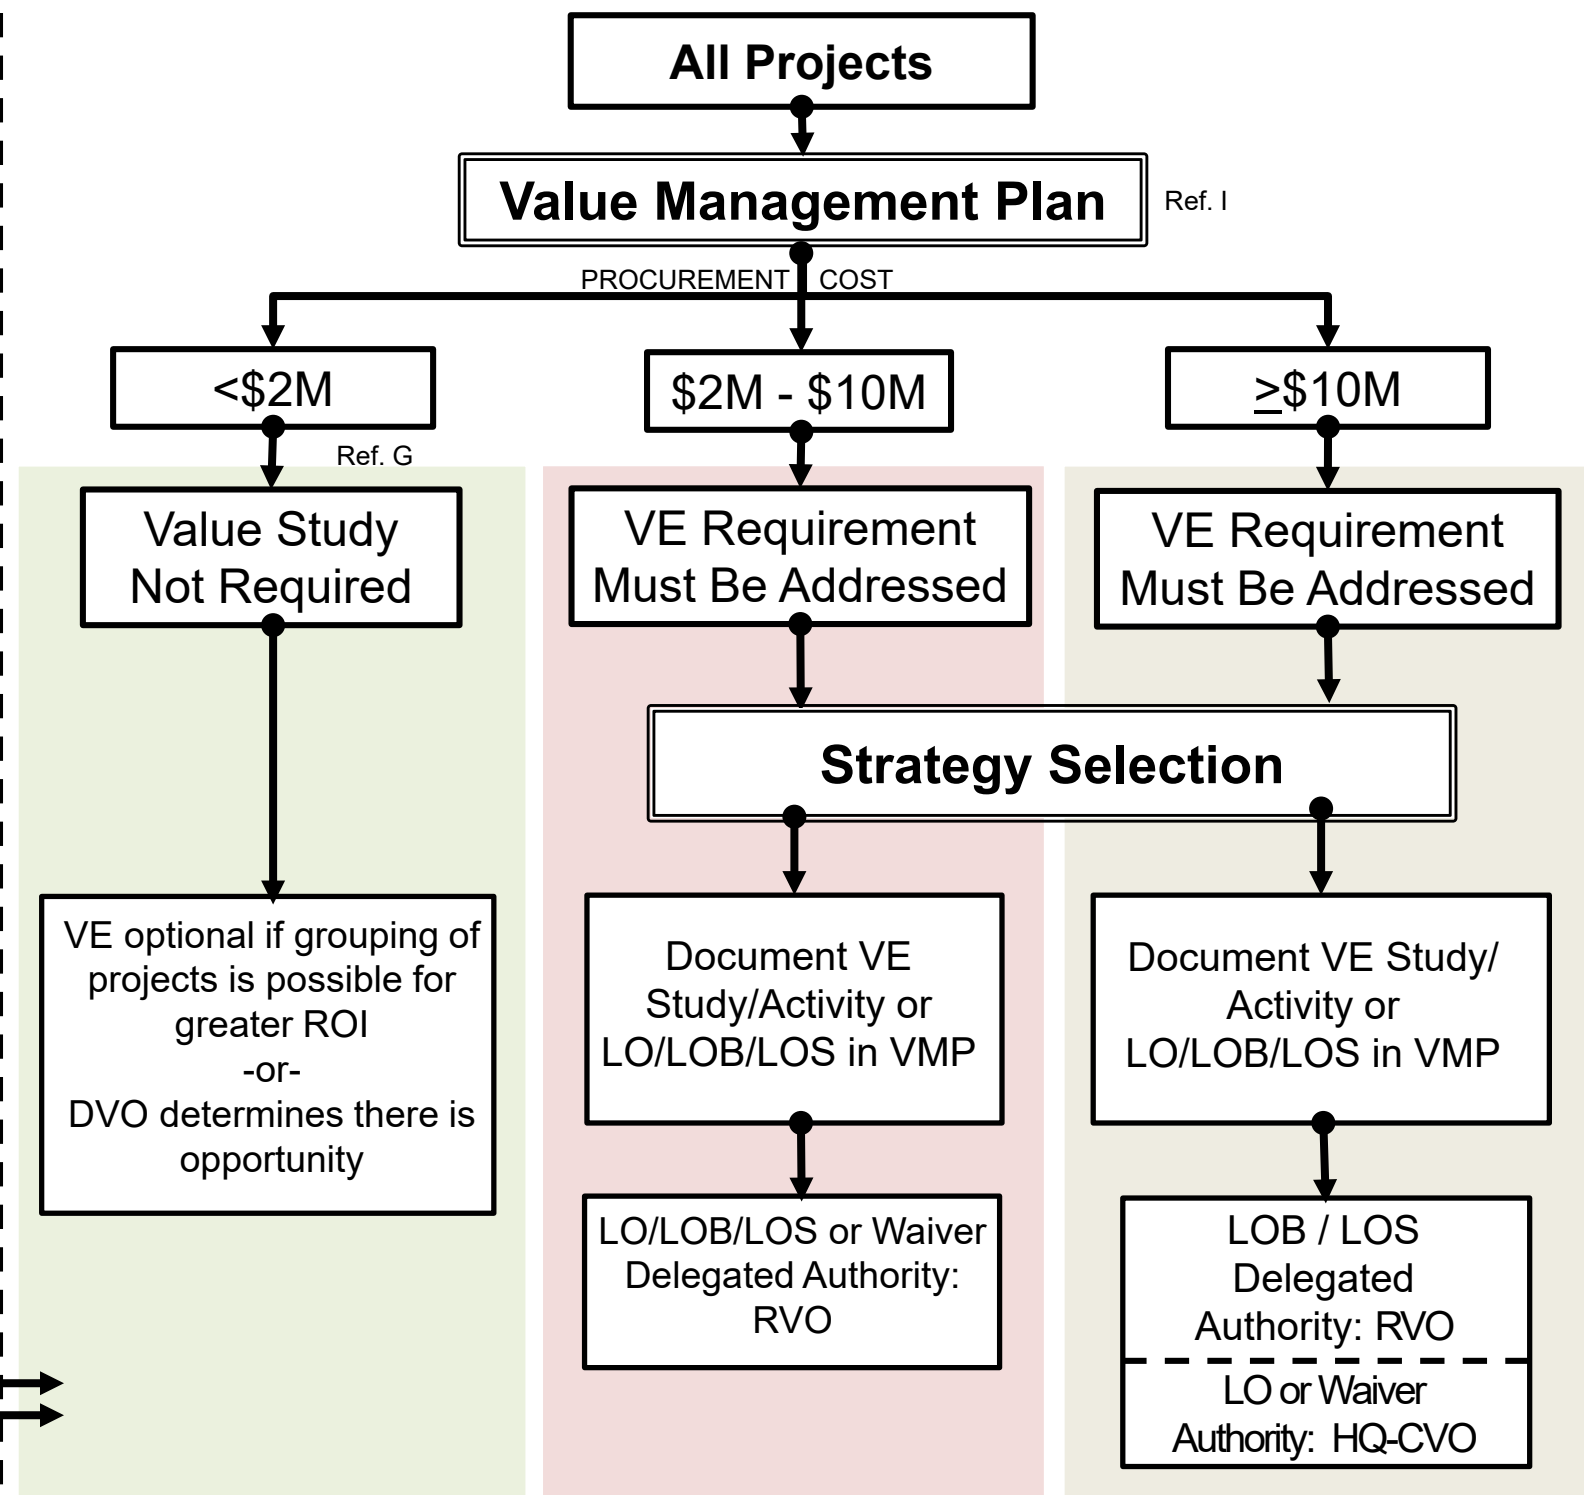 All Projects
Value Management Plan
Ref. I
PROCUREMENT COST
<$2M
$2M - $10M
≥$10M
Ref. G
Value Study
Not Required
VE Requirement
Must Be Addressed
VE Requirement
Must Be Addressed
Strategy Selection
VE optional if grouping of
projects is possible for
greater ROI
-or-
DVO determines there is
opportunity
Document VE
Study/Activity or
LO/LOB/LOS in VMP
Document VE Study/
Activity or
LO/LOB/LOS in VMP
LO/LOB/LOS or Waiver
Delegated Authority:
RVO
LOB / LOS
Delegated
Authority: RVO
LO or Waiver
Authority: HQ-CVO